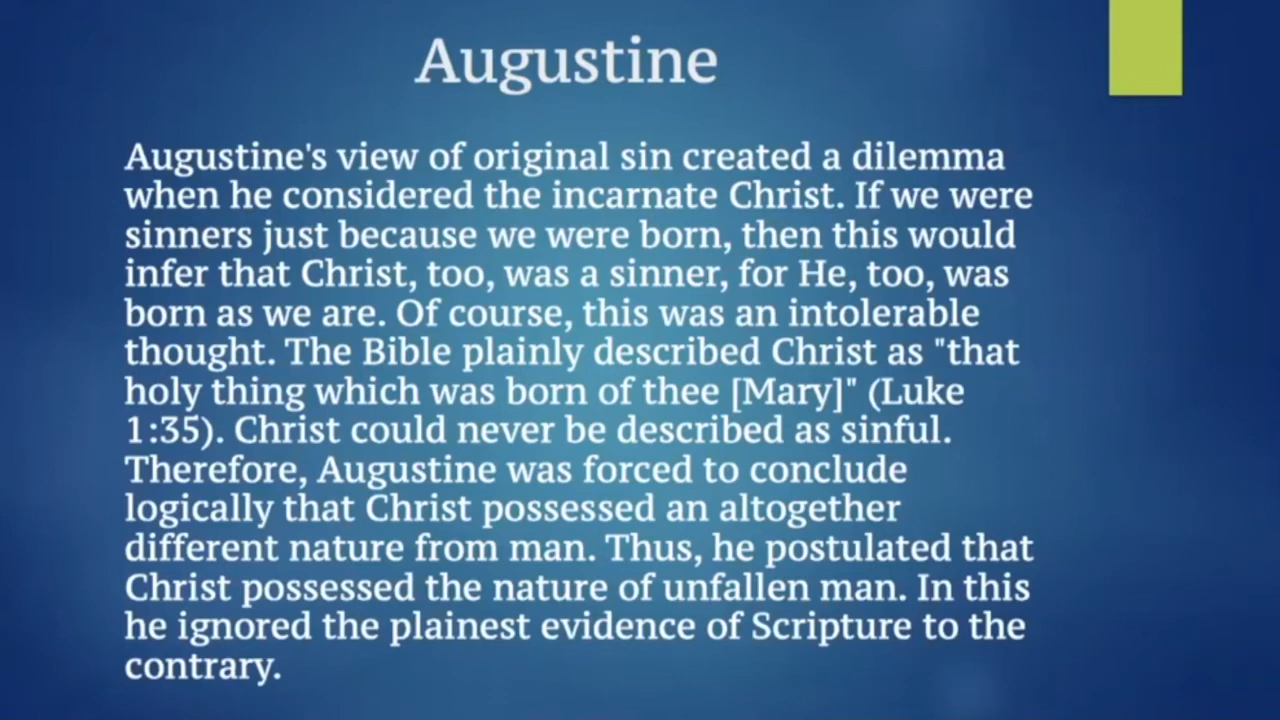 Augustine
Augustine's view of original sin created a dilemma
when he considered the incarnate Christ. If we were
sinners just because we were born, then this would
infer that Christ, too, was a sinner, for He, too, was
born as we are. Of course, this was an intolerable
thought. The Bible plainly described Christ as "that
holy thing which was born of thee [Mary]" (Luke
1:35). Christ could never be described as sinful.
Therefore, Augustine was forced to conclude
logically that Christ possessed an altogether
different nature from man. Thus, he postulated that
Christ possessed the nature of unfallen man. In this
he ignored the plainest evidence of Scripture to the
contrary.